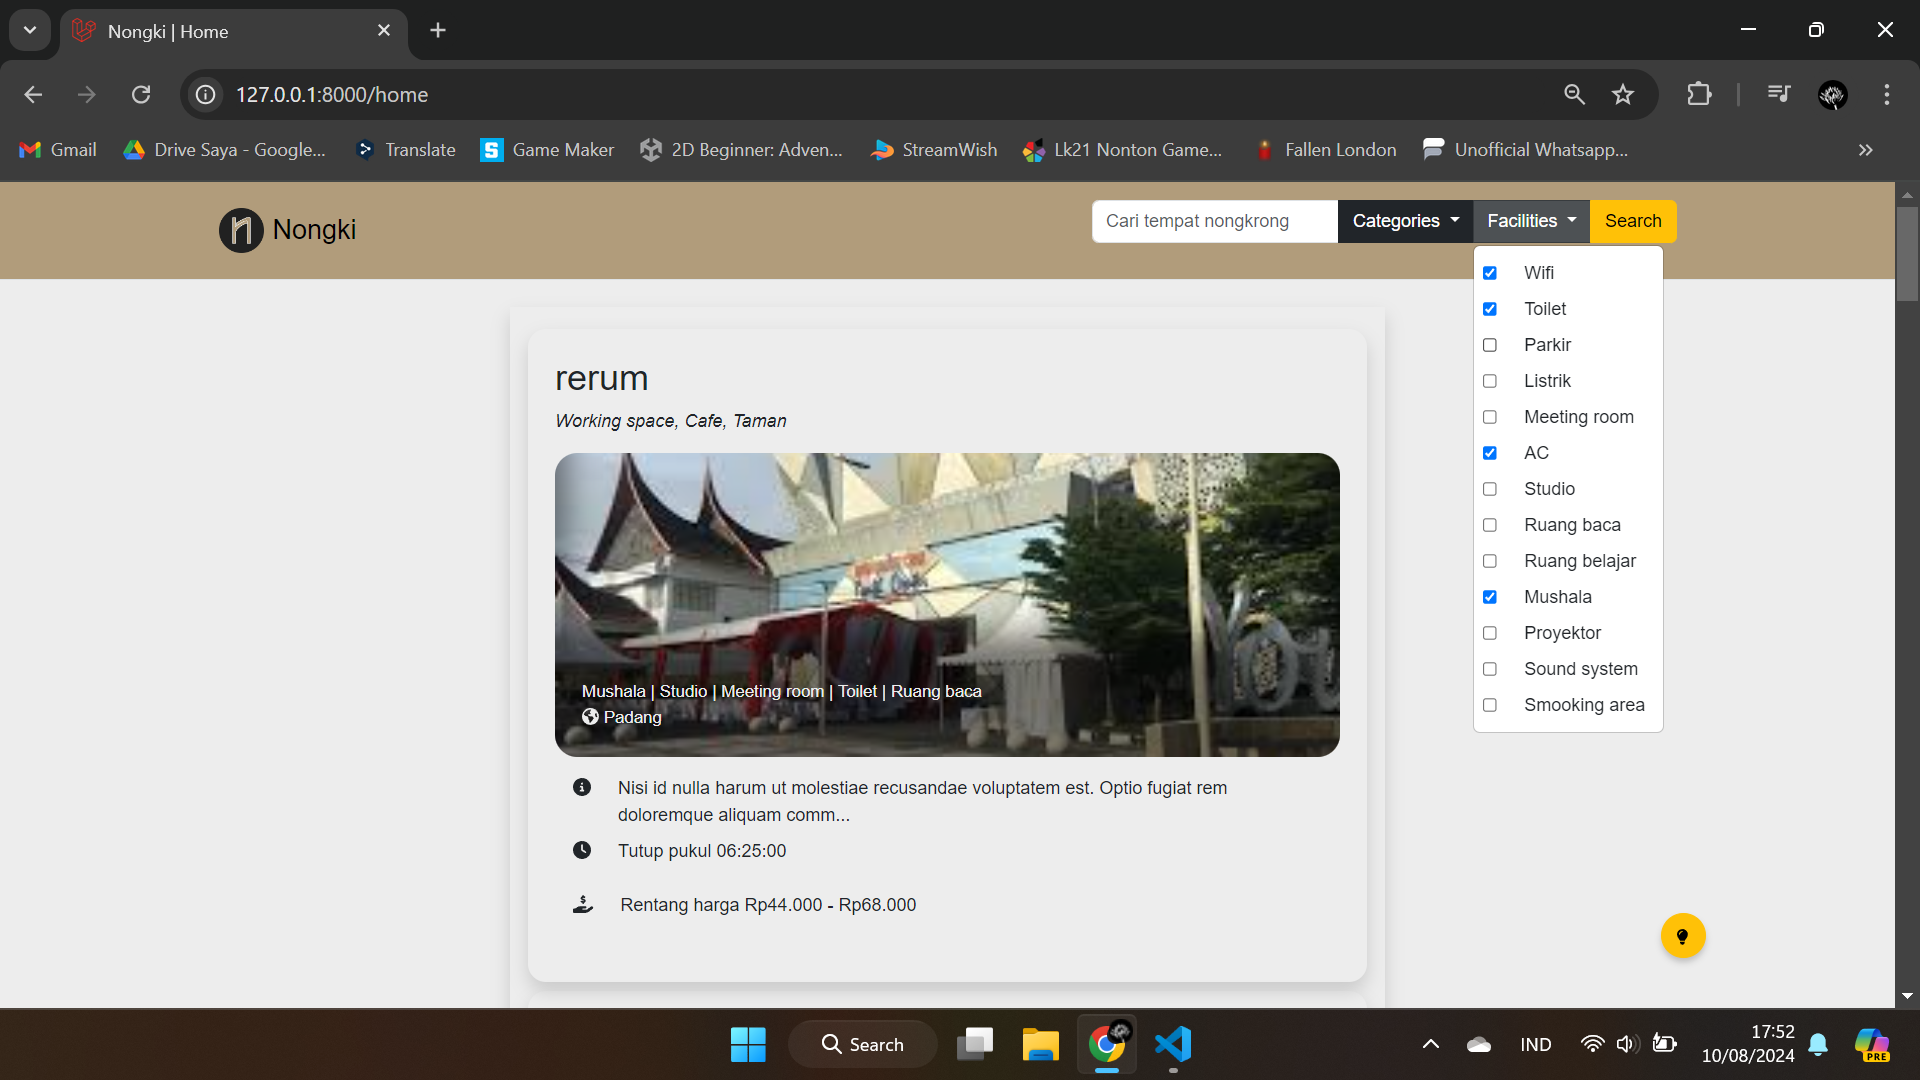 Nongki | Home
127.0.0.1:8000/home
Gmail
Drive Saya - Google...
Translate
Game Maker
2D Beginner: Adven...
StreamWish
Lk21 Nonton Game...
Fallen London
Unofficial Whatsapp...
Nongki
Cari tempat nongkrong
Categories
Facilities
Search
Wifi
Toilet
Parkir
Listrik
Meeting room
AC
Studio
Ruang baca
Ruang belajar
Mushala
Proyektor
Sound system
Smooking area
rerum
Working space, Cafe, Taman
Mushala | Studio | Meeting room | Toilet | Ruang baca
Padang
Nisi id nulla harum ut molestiae recusandae voluptatem est. Optio fugiat rem
doloremque aliquam comm...
Tutup pukul 06:25:00
Rentang harga Rp44.000 - Rp68.000
Search
IND
17:52
10/08/2024
PRE